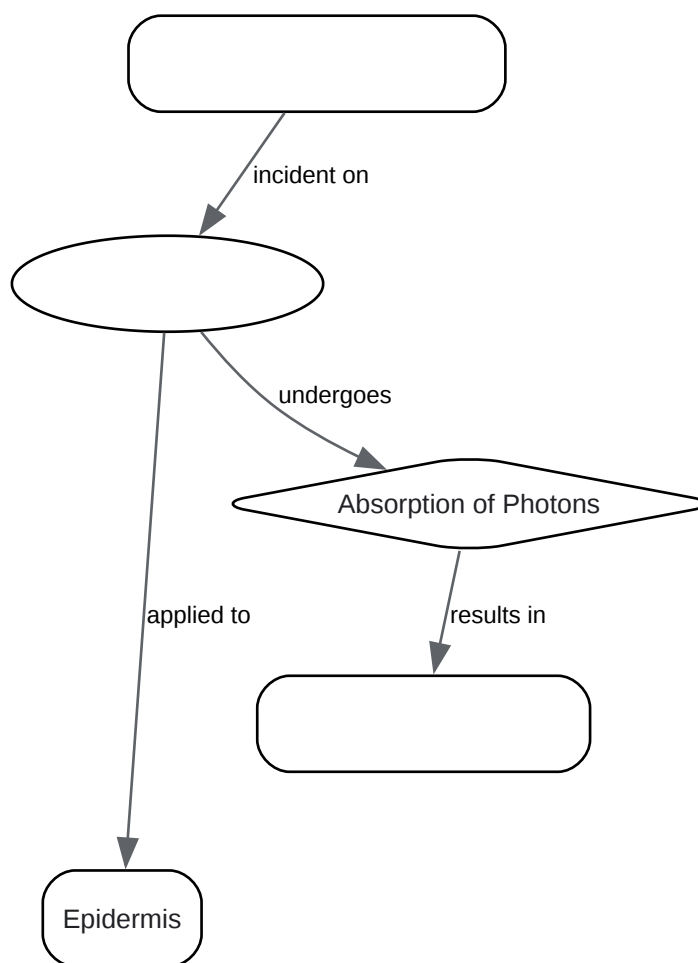 incident on
undergoes
Absorption of Photons
applied to
results in
Epidermis